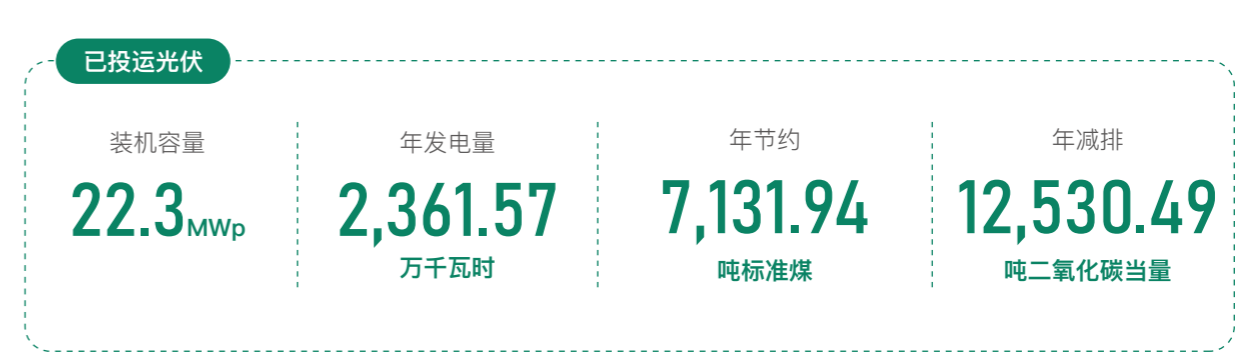 已投运光伏
装机容量
22.3MWp
年发电量
2,361.57
万千瓦时
年节约
7,131.94
吨标准煤
年减排
12,530.49
吨二氧化碳当量